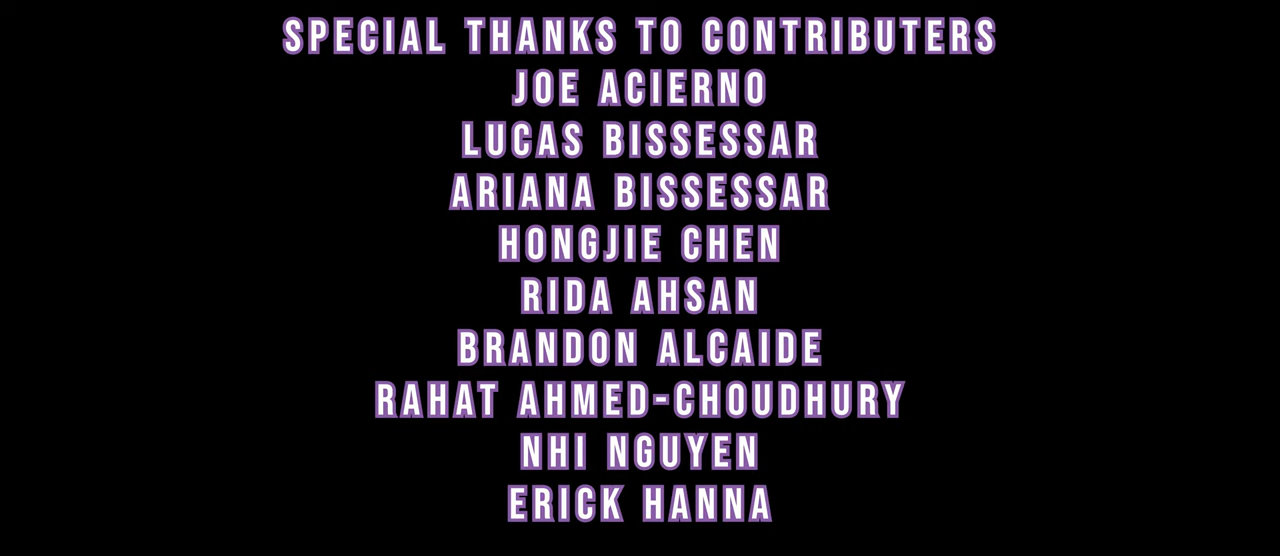 SPECIAL THANKS TO CONTRIBUTERS
JOE ACIERNO
LUCAS BISSESSAR
ARIANA BISSESSAR
HONGJIE CHEN
RIDA AHSAN
BRANDON ALCAIDE
RAHAT AHMED-CHOUDHURY
NHI NGUYEN
ERICK HANNA